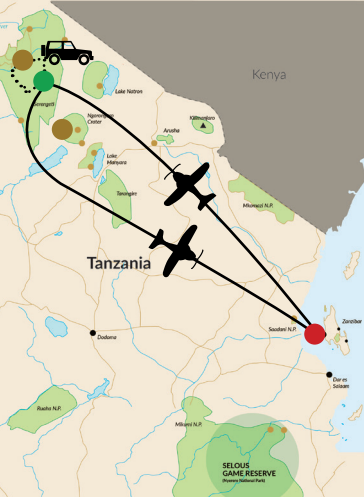 Kenya
Lake Natron
Serengeti
Ngorongoro
Crater
Arusha
Kilimanjaro
Lake
Manyara
Tarangire
Mkomazi N.P.
Tanzania
Zanzibar
Saadani N.P.
Dodoma
Dar es
Salaam
Ruaha N.P.
Mikumi N.P.
SELOUS
GAME RESERVE
(Nyerere National Park)